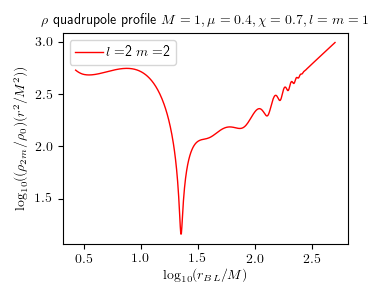 ρ quadrupole profile M = 1, μ = 0.4, χ = 0.7, l = m = 1
l =2 m =2
log₁₀((ρ₂ₘ/ρ₀)(r²/M²))
3.0
2.5
2.0
1.5
0.5 1.0 1.5 2.0 2.5
log₁₀(r_BL/M)